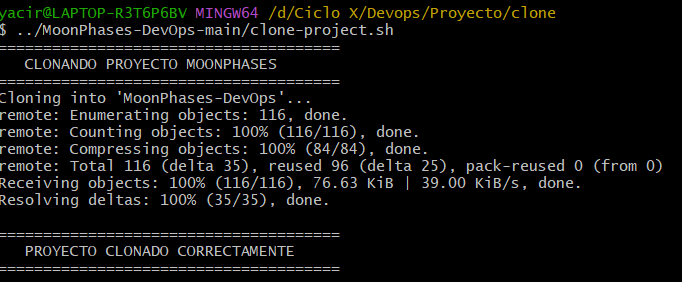 yacir@LAPTOP-R3T6P6BV MINGW64 /d/Ciclo X/Devops/Proyecto/clone
$ ../MoonPhases-DevOps-main/clone-project.sh
=======================================
   CLONANDO PROYECTO MOONPHASES
=======================================
Cloning into 'MoonPhases-DevOps'...
remote: Enumerating objects: 116, done.
remote: Counting objects: 100% (116/116), done.
remote: Compressing objects: 100% (84/84), done.
remote: Total 116 (delta 35), reused 96 (delta 25), pack-reused 0 (from 0)
Receiving objects: 100% (116/116), 76.63 KiB | 39.00 KiB/s, done.
Resolving deltas: 100% (35/35), done.

=======================================
   PROYECTO CLONADO CORRECTAMENTE
=======================================